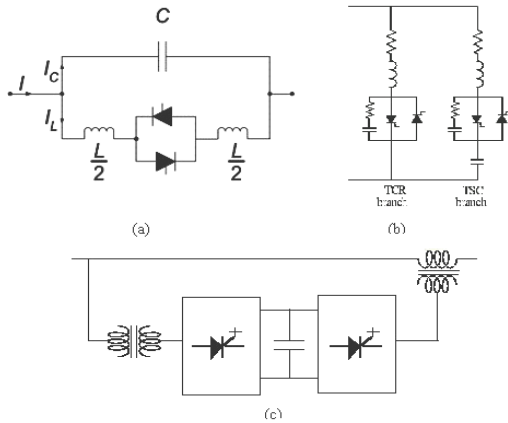 C
I_C
I
I_L
L/2
L/2
(a)
TCR
branch
TSC
branch
(b)
+
+
(c)